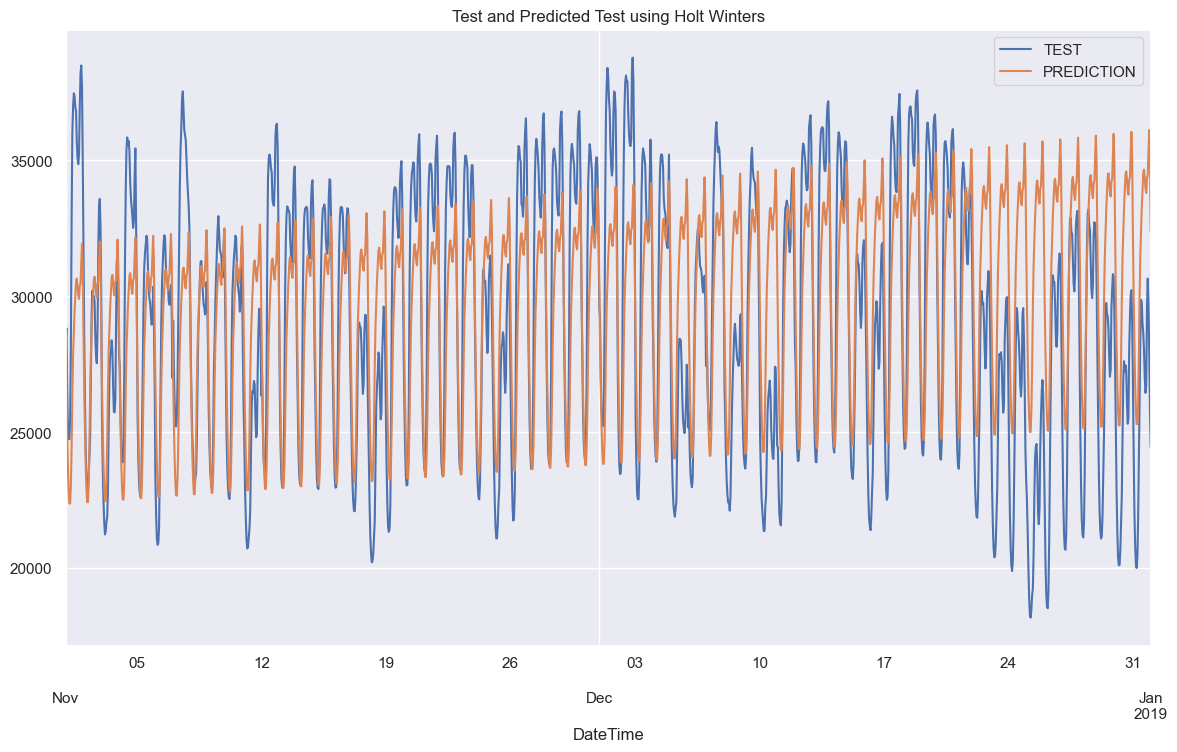 Test and Predicted Test using Holt Winters
TEST
PREDICTION
35000
30000
25000
20000
05 12 19 26 03 10 17 24 31
Nov Dec Jan
2019
DateTime